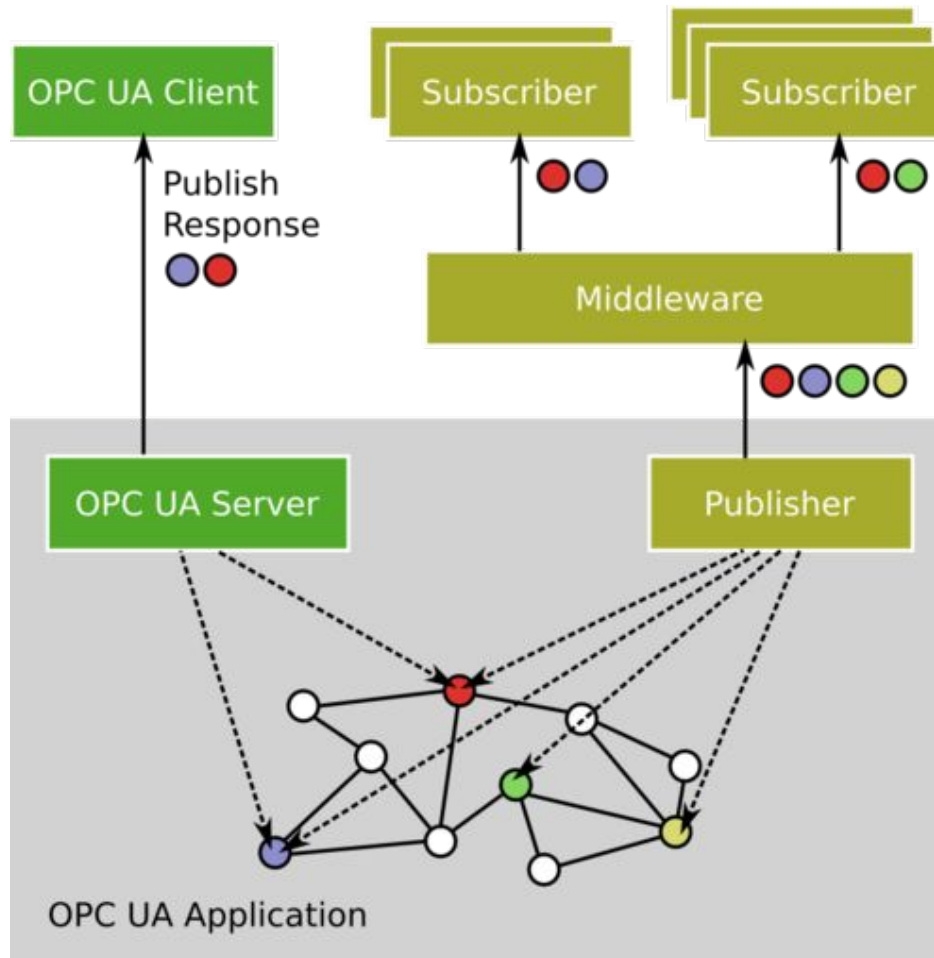 OPC UA Client
Subscriber
Subscriber
Publish
Response
Middleware
OPC UA Server
Publisher
OPC UA Application